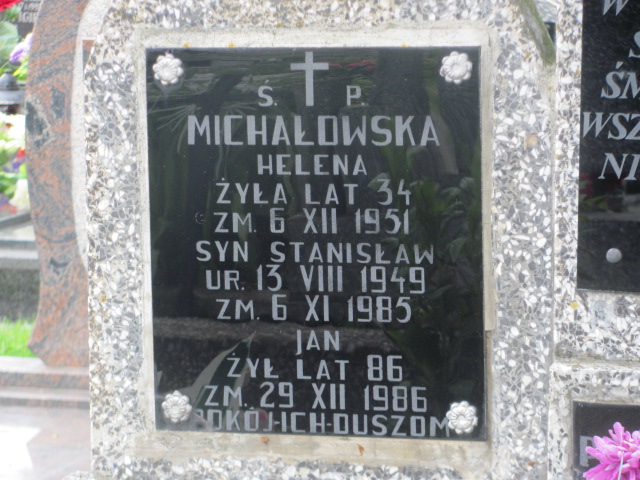 Ś. P.
MICHAŁOWSKA
HELENA
ŻYŁA LAT 34
ZM. 6 XII 1951
SYN STANISŁAW
UR. 13 VIII 1949
ZM. 6 XI 1985
JAN
ŻYŁ LAT 86
ZM. 29 XII 1986
POKÓJ-ICH-DUSZOM